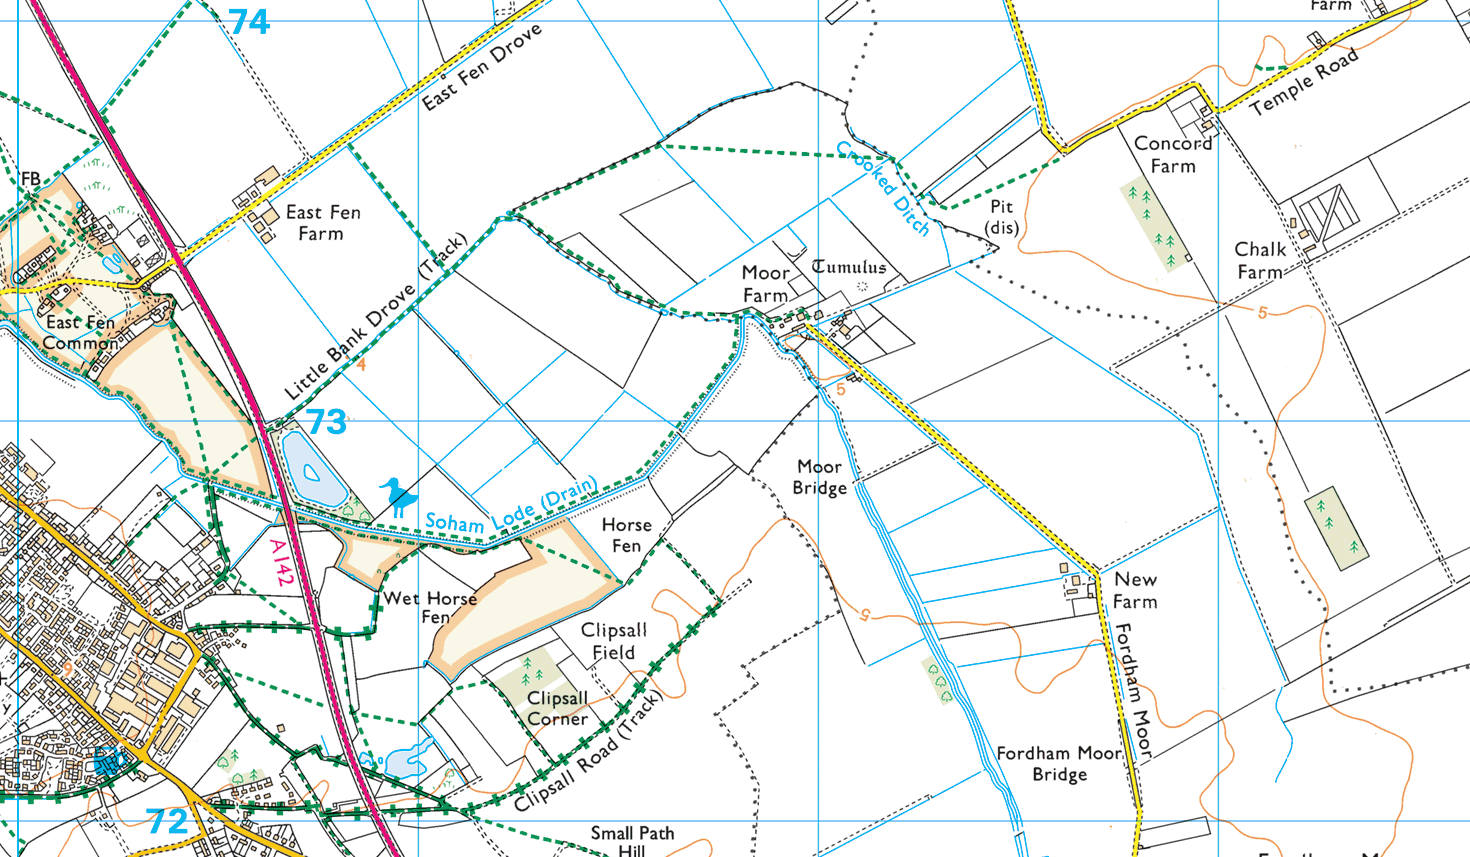 74
Farm
East Fen Drove
Temple Road
Concord
Farm
Crooked Ditch
FB
East Fen
Farm
Pit
(dis)
Chalk
Farm
Little Bank Drove (Track)
Moor
Farm
Tumulus
East Fen
Common
5
4
5
73
Moor
Bridge
Soham Lode (Drain)
Horse
Fen
A142
Wet Horse
Fen
New
Farm
5
Clipsall
Field
Fordham Moor
9
Clipsall
Corner
Clipsall Road (Track)
Fordham Moor
Bridge
72
Small Path
Hill